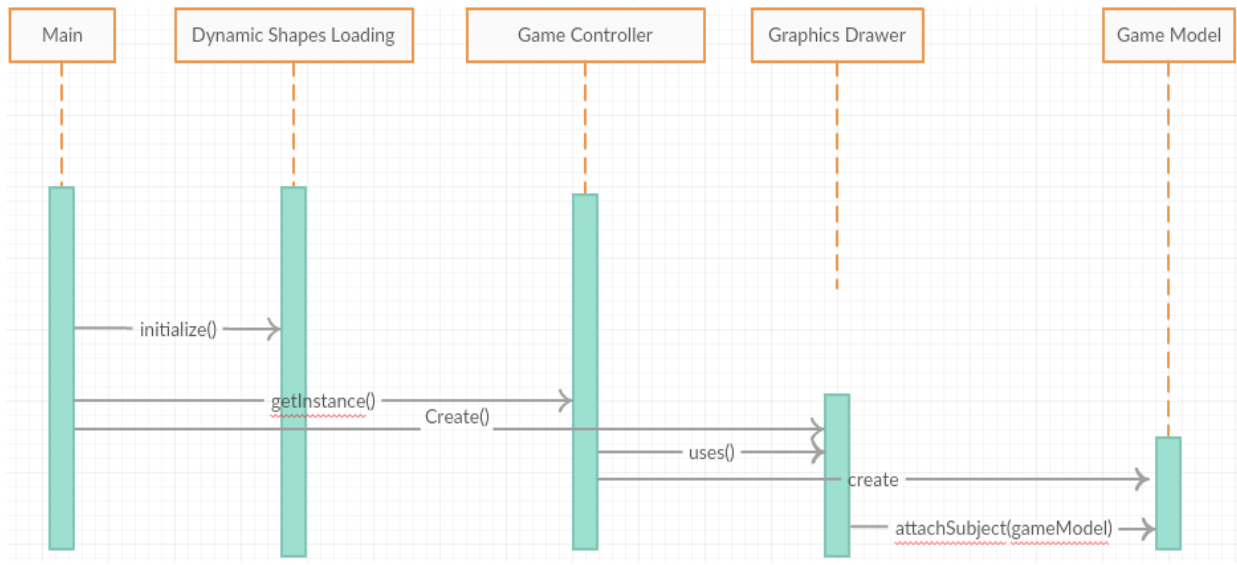 Main
Dynamic Shapes Loading
Game Controller
Graphics Drawer
Game Model
initialize()
getInstance()
Create()
uses()
create
attachSubject(gameModel)